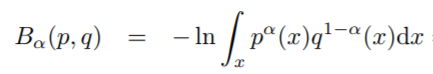 B_α(p, q) = − ln ∫_x p^α(x)q^{1−α}(x)dx